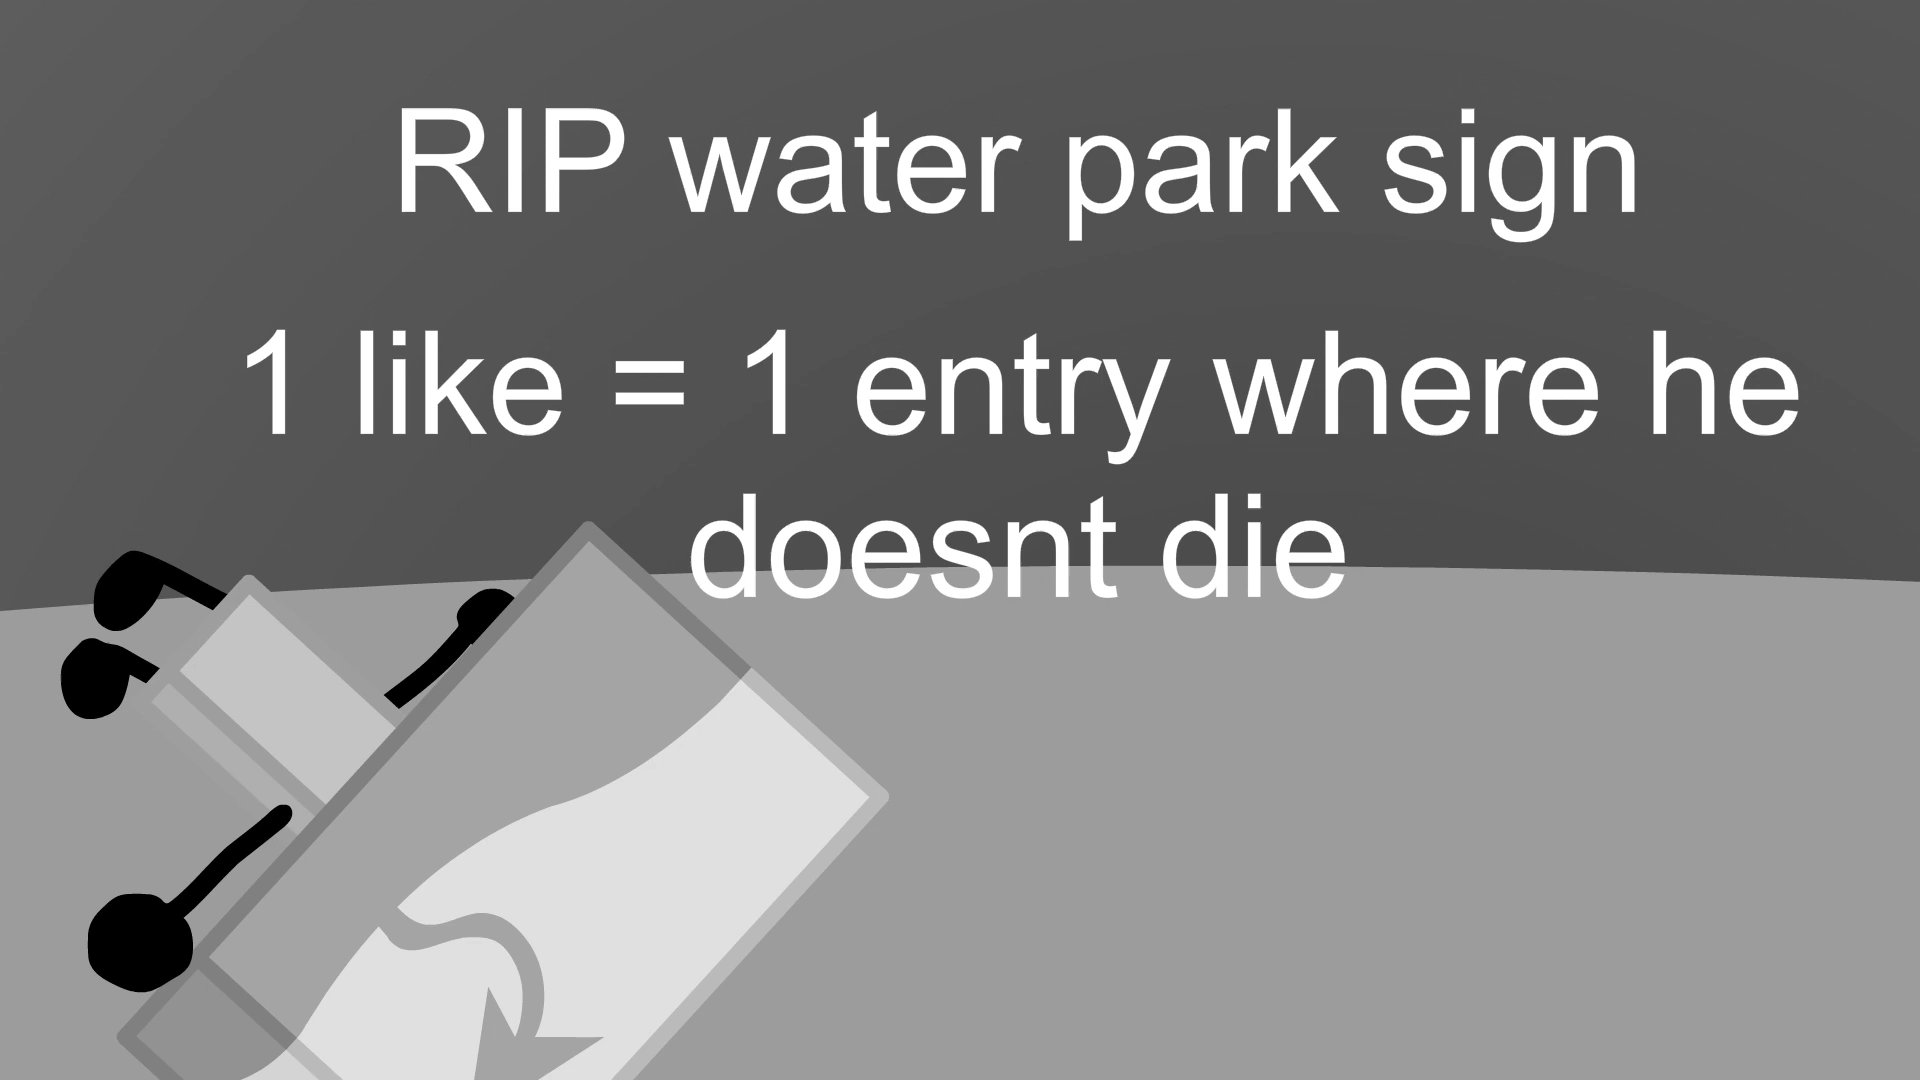 RIP water park sign
1 like = 1 entry where he
doesnt die